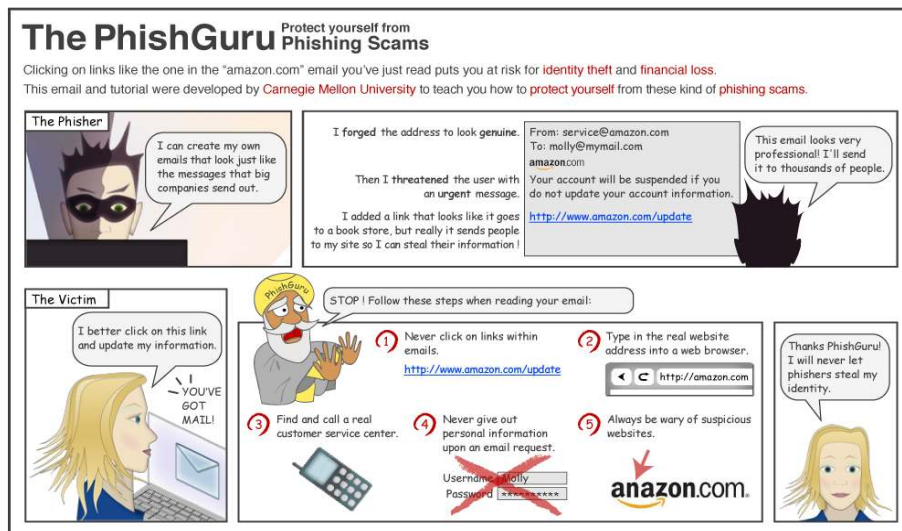 The PhishGuru Protect yourself from
Phishing Scams
Clicking on links like the one in the “amazon.com” email you’ve just read puts you at risk for identity theft and financial loss.
This email and tutorial were developed by Carnegie Mellon University to teach you how to protect yourself from these kind of phishing scams.
The Phisher
I can create my own
emails that look just like
the messages that big
companies send out.
I forged the address to look genuine.
Then I threatened the user with
an urgent message.
I added a link that looks like it goes
to a book store, but really it sends people
to my site so I can steal their information !
From: service@amazon.com
To: molly@mymail.com
amazon.com
Your account will be suspended if you
do not update your account information.
http://www.amazon.com/update
This email looks very
professional! I'll send
it to thousands of people.
The Victim
I better click on this link
and update my information.
YOU'VE
GOT
MAIL!
PhishGuru
STOP ! Follow these steps when reading your email:
1 Never click on links within
emails.
http://www.amazon.com/update
2 Type in the real website
address into a web browser.
http://amazon.com
3 Find and call a real
customer service center.
4 Never give out
personal information
upon an email request.
Username Molly
Password **********
5 Always be wary of suspicious
websites.
anazon.com.
Thanks PhishGuru!
I will never let
phishers steal my
identity.